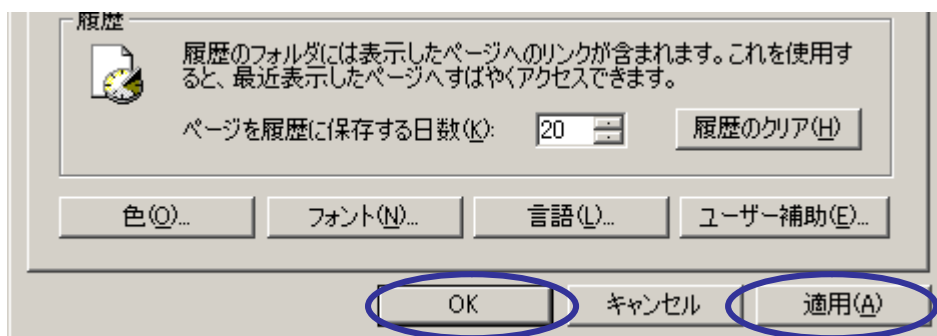 履歴
履歴のフォルダには表示したページへのリンクが含まれます。これを使用す
ると、最近表示したページへすばやくアクセスできます。
ページを履歴に保存する日数(K): 20 履歴のクリア(H)
色(O)... フォント(N)... 言語(L)... ユーザー補助(E)...
OK キャンセル 適用(A)